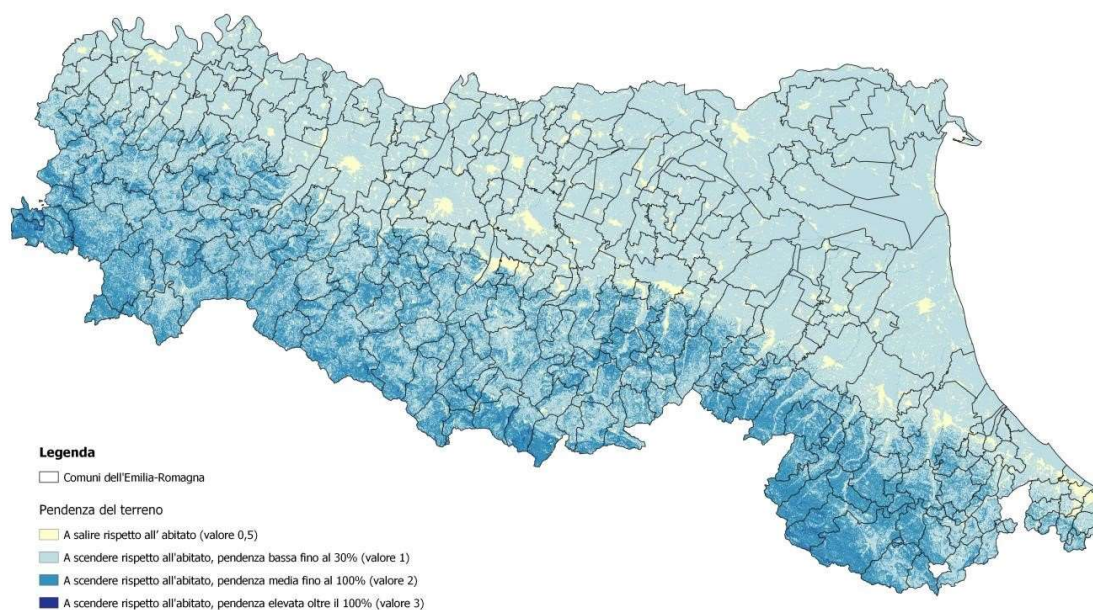 Legenda
Comuni dell'Emilia-Romagna
Pendenza del terreno
A salire rispetto all' abitato (valore 0,5)
A scendere rispetto all'abitato, pendenza bassa fino al 30% (valore 1)
A scendere rispetto all'abitato, pendenza media fino al 100% (valore 2)
A scendere rispetto all'abitato, pendenza elevata oltre il 100% (valore 3)